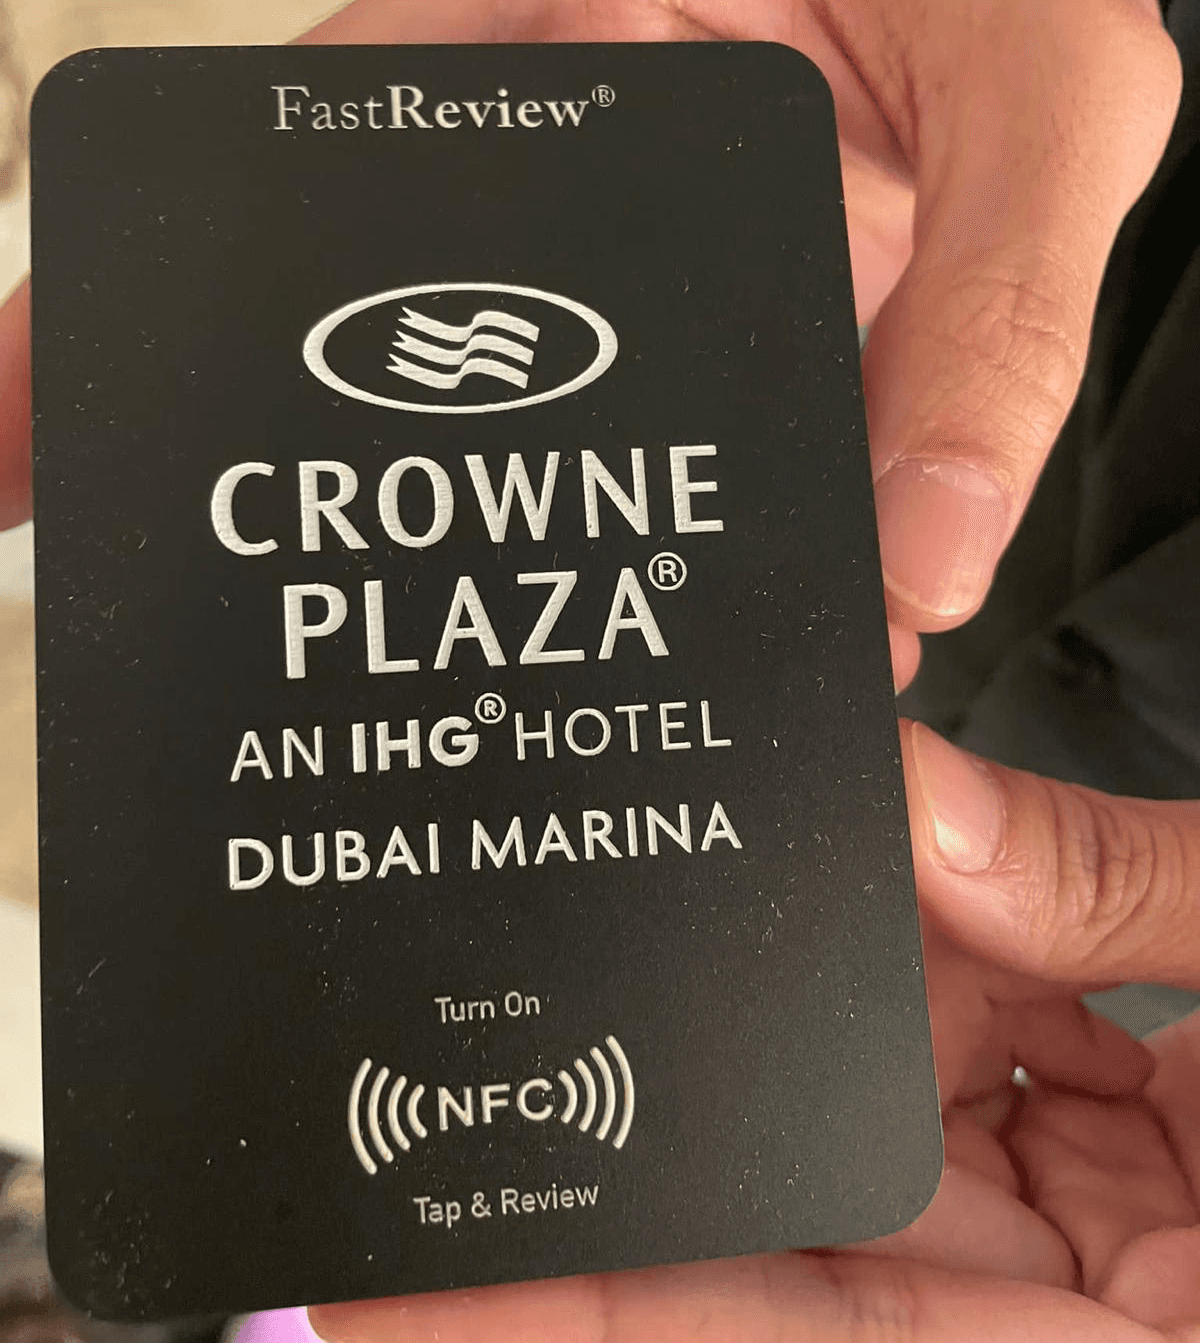 FastReview®
CROWNE
PLAZA®
AN IHG® HOTEL
DUBAI MARINA
Turn On
NFC
Tap & Review